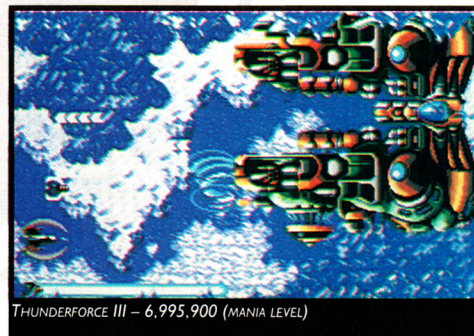 THUNDERFORCE III – 6,995,900 (MANIA LEVEL)